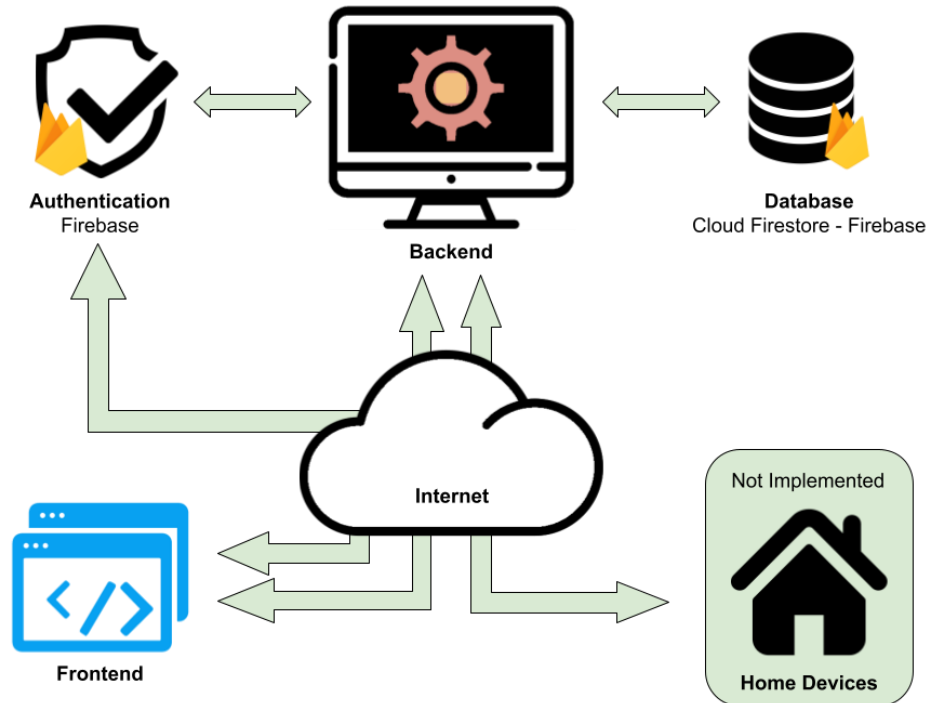 Authentication
Firebase
Backend
Database
Cloud Firestore - Firebase
Internet
Not Implemented
Home Devices
</>
Frontend